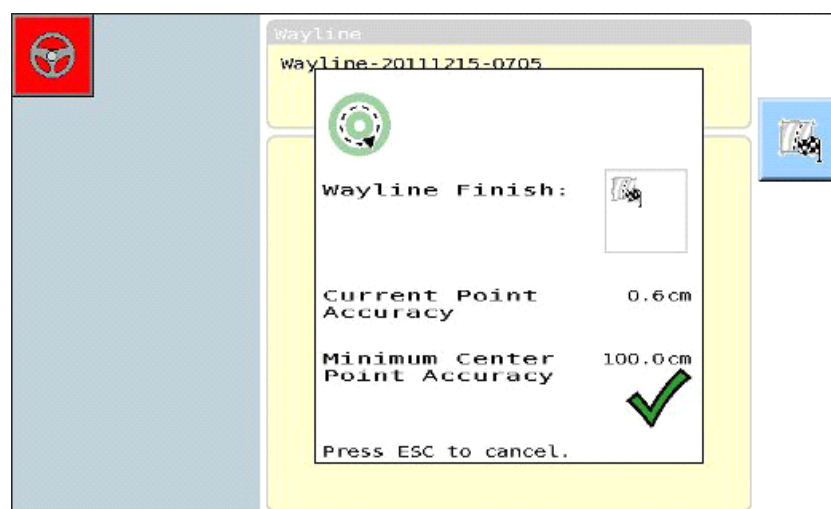 Wayline
Wayline-20111215-0705
Wayline Finish:
Current Point
Accuracy
0.6cm
Minimum Center
Point Accuracy
100.0cm
Press ESC to cancel.